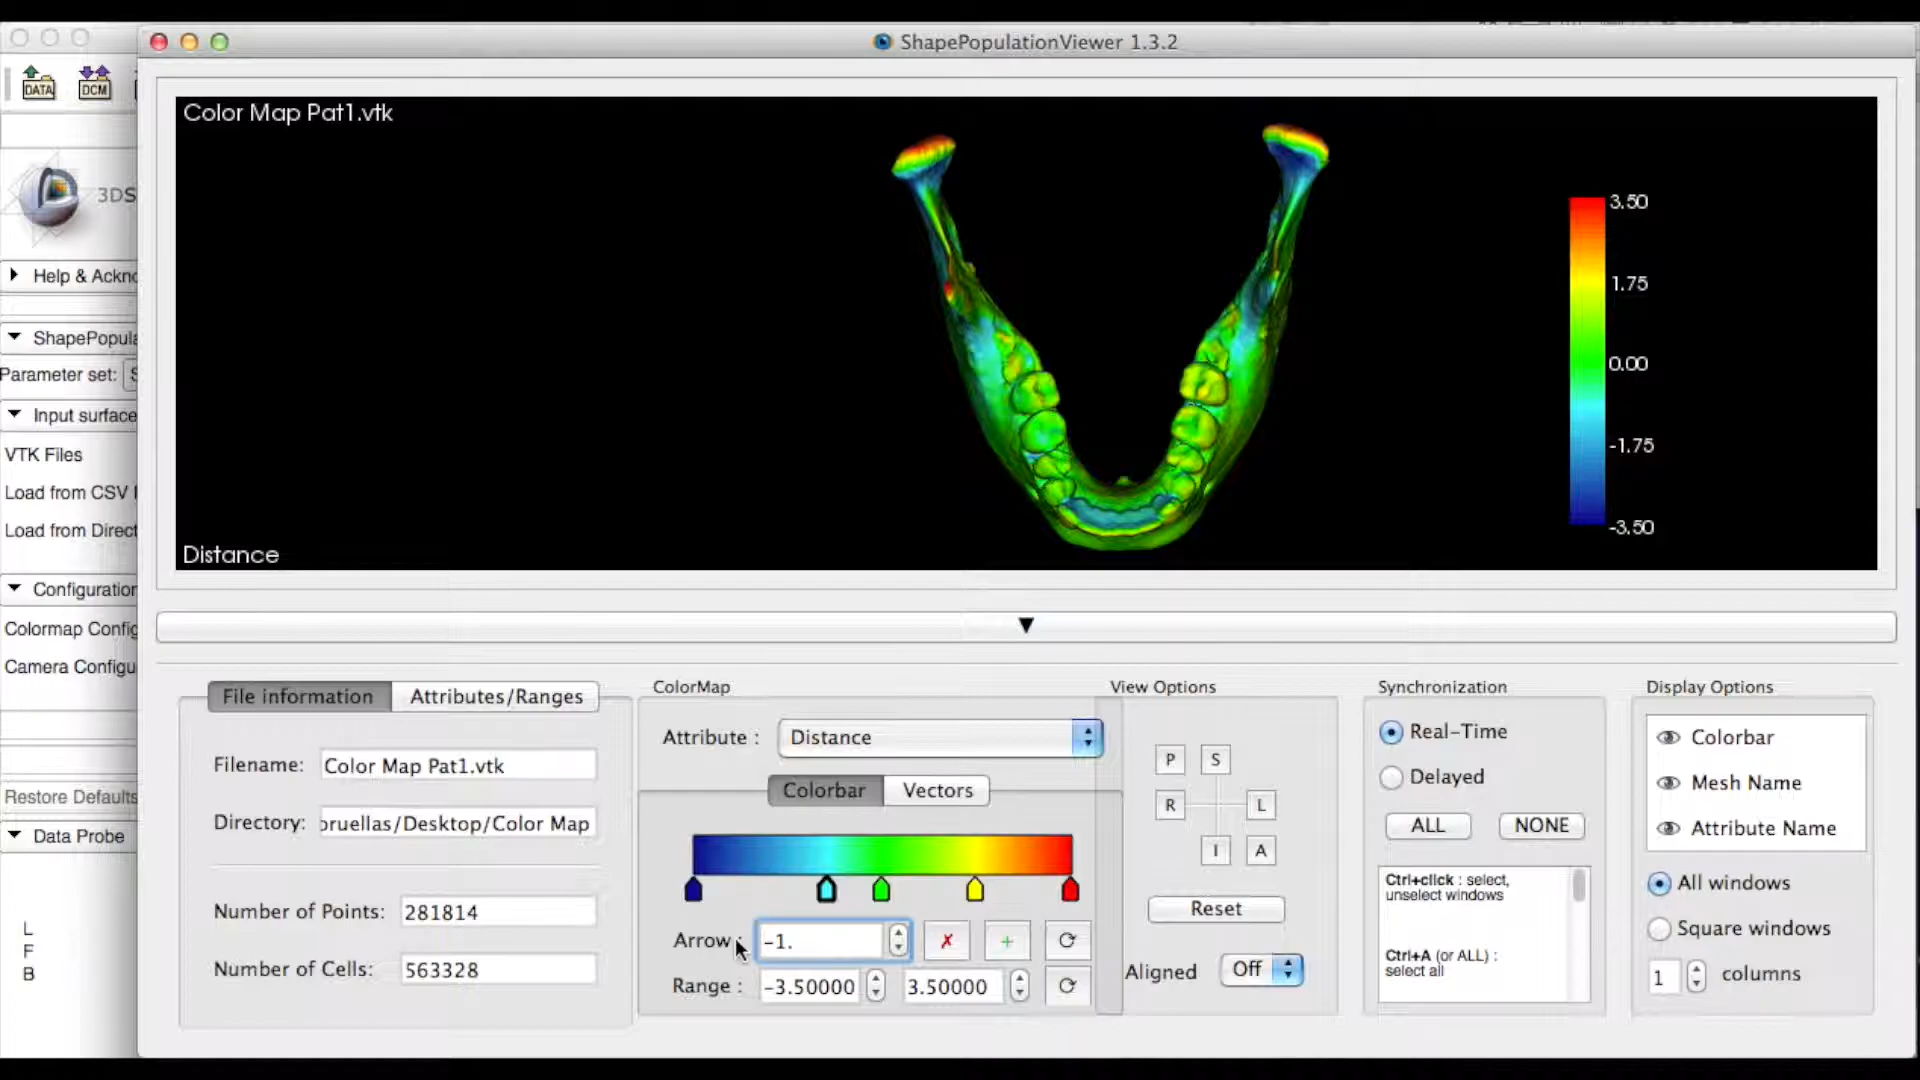 ShapePopulationViewer 1.3.2
DATA
DCM
3DS
Help & Ackno
ShapePopula
Parameter set:
Input surface
VTK Files
Load from CSV
Load from Direct
Configuration
Colormap Config
Camera Configu
Restore Defaults
Data Probe
L
F
B
Color Map Pat1.vtk
3.50
1.75
0.00
-1.75
-3.50
Distance
File information
Attributes/Ranges
Filename: Color Map Pat1.vtk
Directory: oruellas/Desktop/Color Map
Number of Points: 281814
Number of Cells: 563328
ColorMap
Attribute : Distance
Colorbar
Vectors
Arrow : -1.
Range : -3.50000 3.50000
View Options
P S
R L
I A
Reset
Aligned Off
Synchronization
Real-Time
Delayed
ALL NONE
Ctrl+click : select,
unselect windows
Ctrl+A (or ALL) :
select all
Display Options
Colorbar
Mesh Name
Attribute Name
All windows
Square windows
1 columns